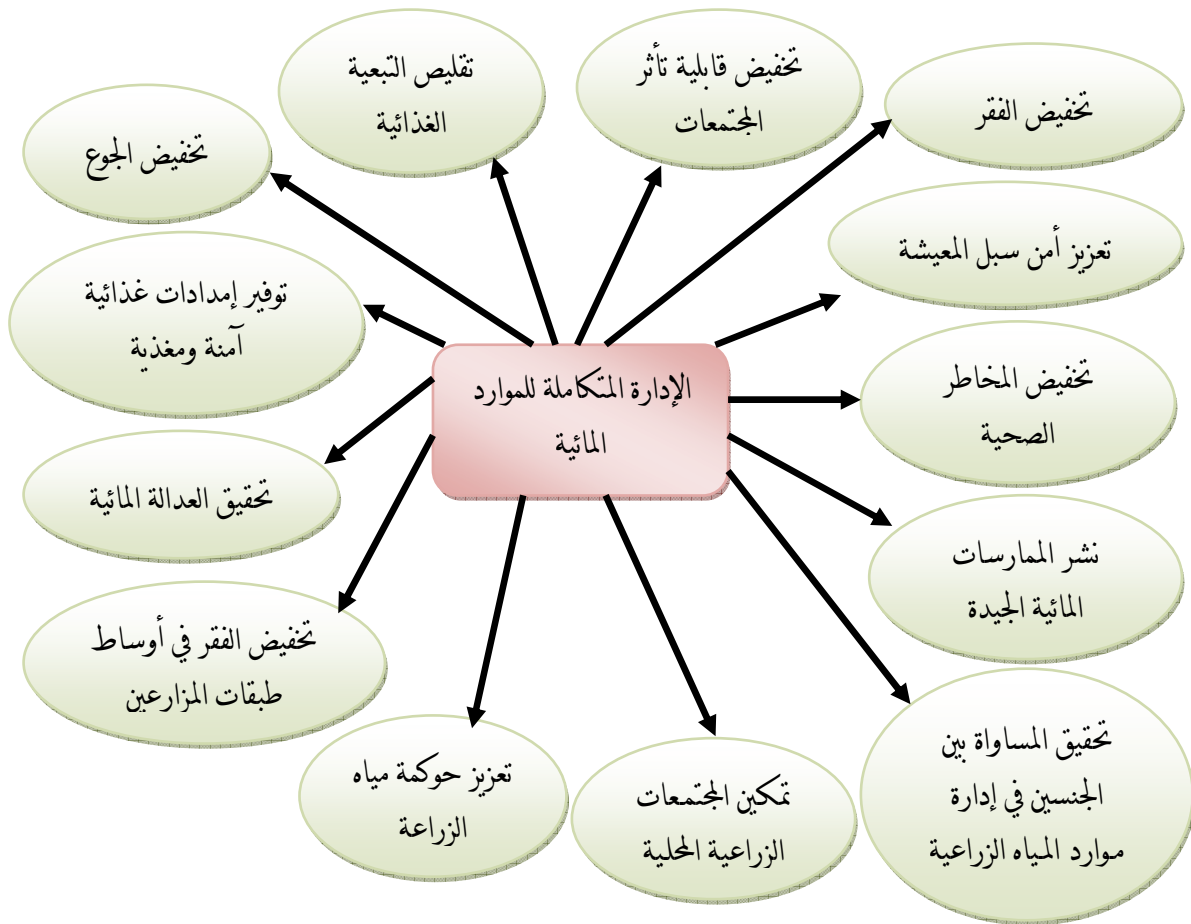 تخفيض الفقر
تخفيض قابلية تأثر
المجتمعات
تقليص التبعية
الغذائية
تخفيض الجوع
تعزيز أمن سبل المعيشة
توفير إمدادات غذائية
آمنة ومغذية
الإدارة المتكاملة للموارد
المائية
تخفيض المخاطر
الصحية
تحقيق العدالة المائية
نشر الممارسات
المائية الجيدة
تخفيض الفقر في أوساط
طبقات المزارعين
تحقيق المساواة بين
الجنسين في إدارة
موارد المياه الزراعية
تمكين المجتمعات
الزراعية المحلية
تعزيز حوكمة مياه
الزراعة